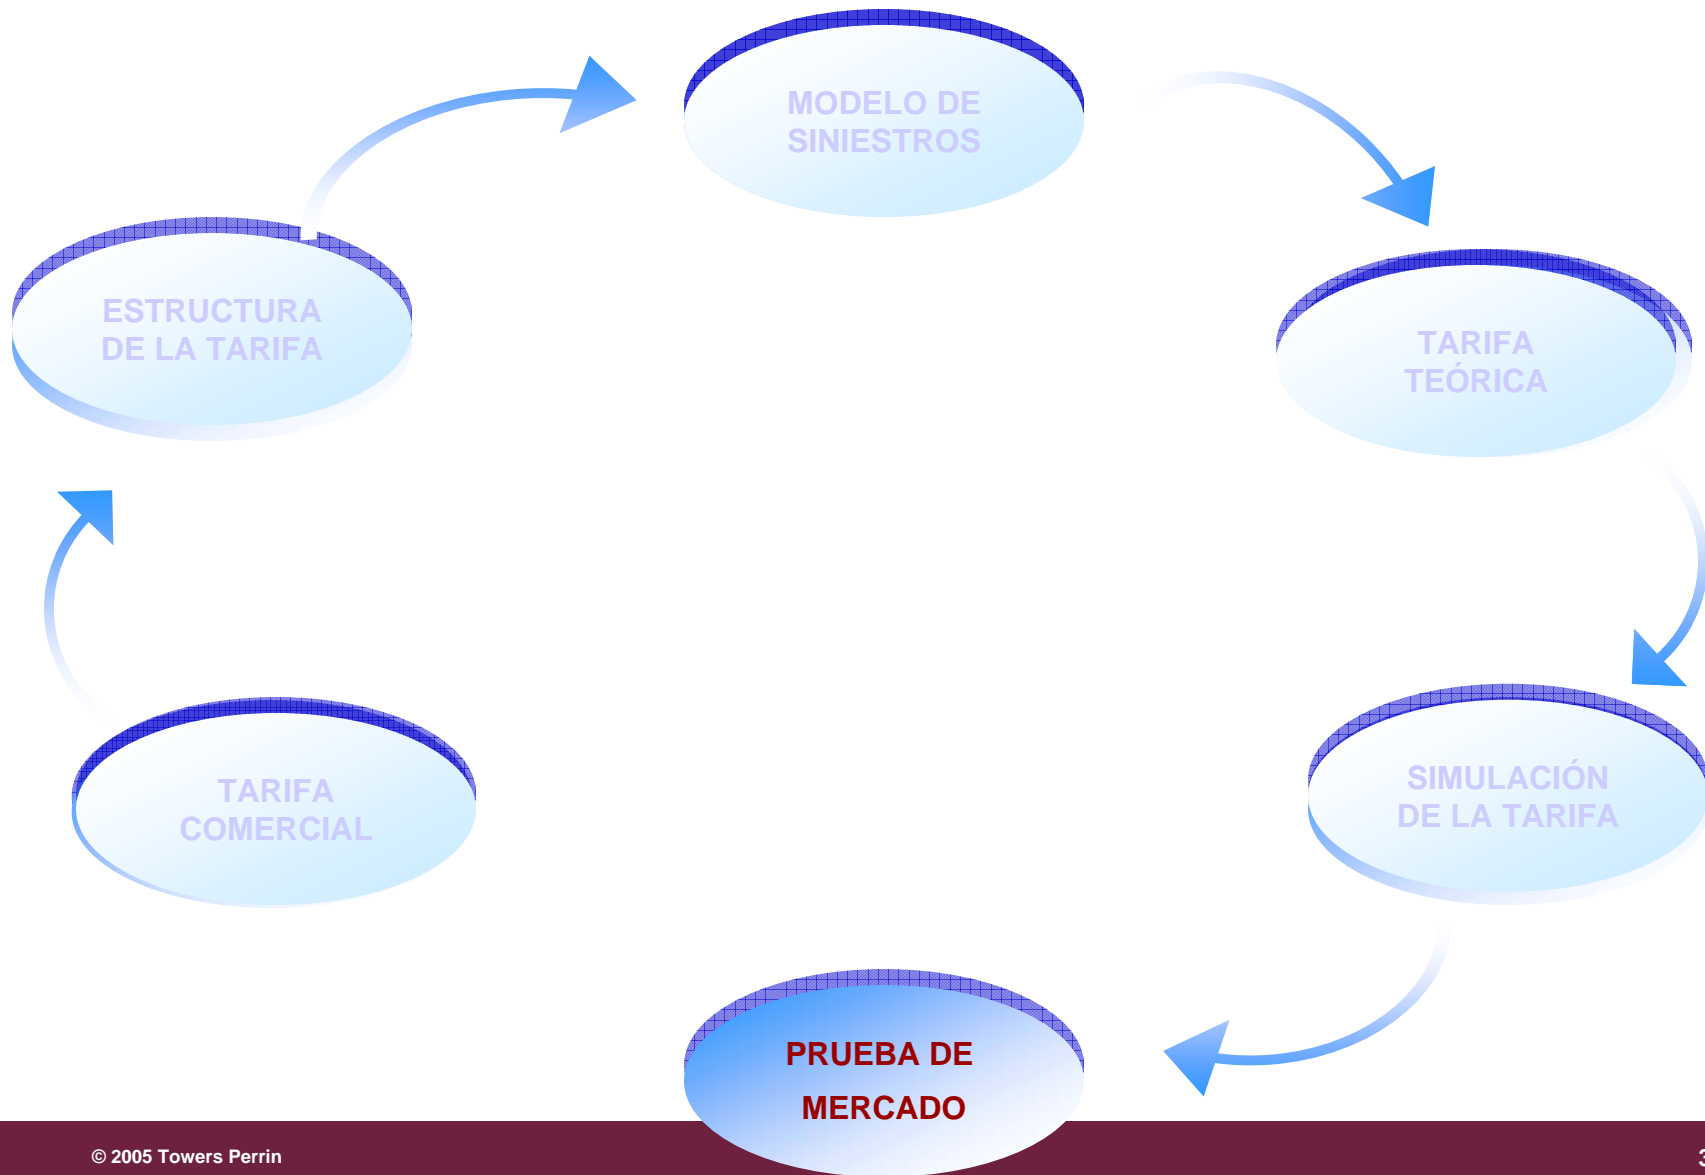 MODELO DE
SINIESTROS
ESTRUCTURA
DE LA TARIFA
TARIFA
TEÓRICA
TARIFA
COMERCIAL
SIMULACIÓN
DE LA TARIFA
PRUEBA DE
MERCADO
© 2005 Towers Perrin